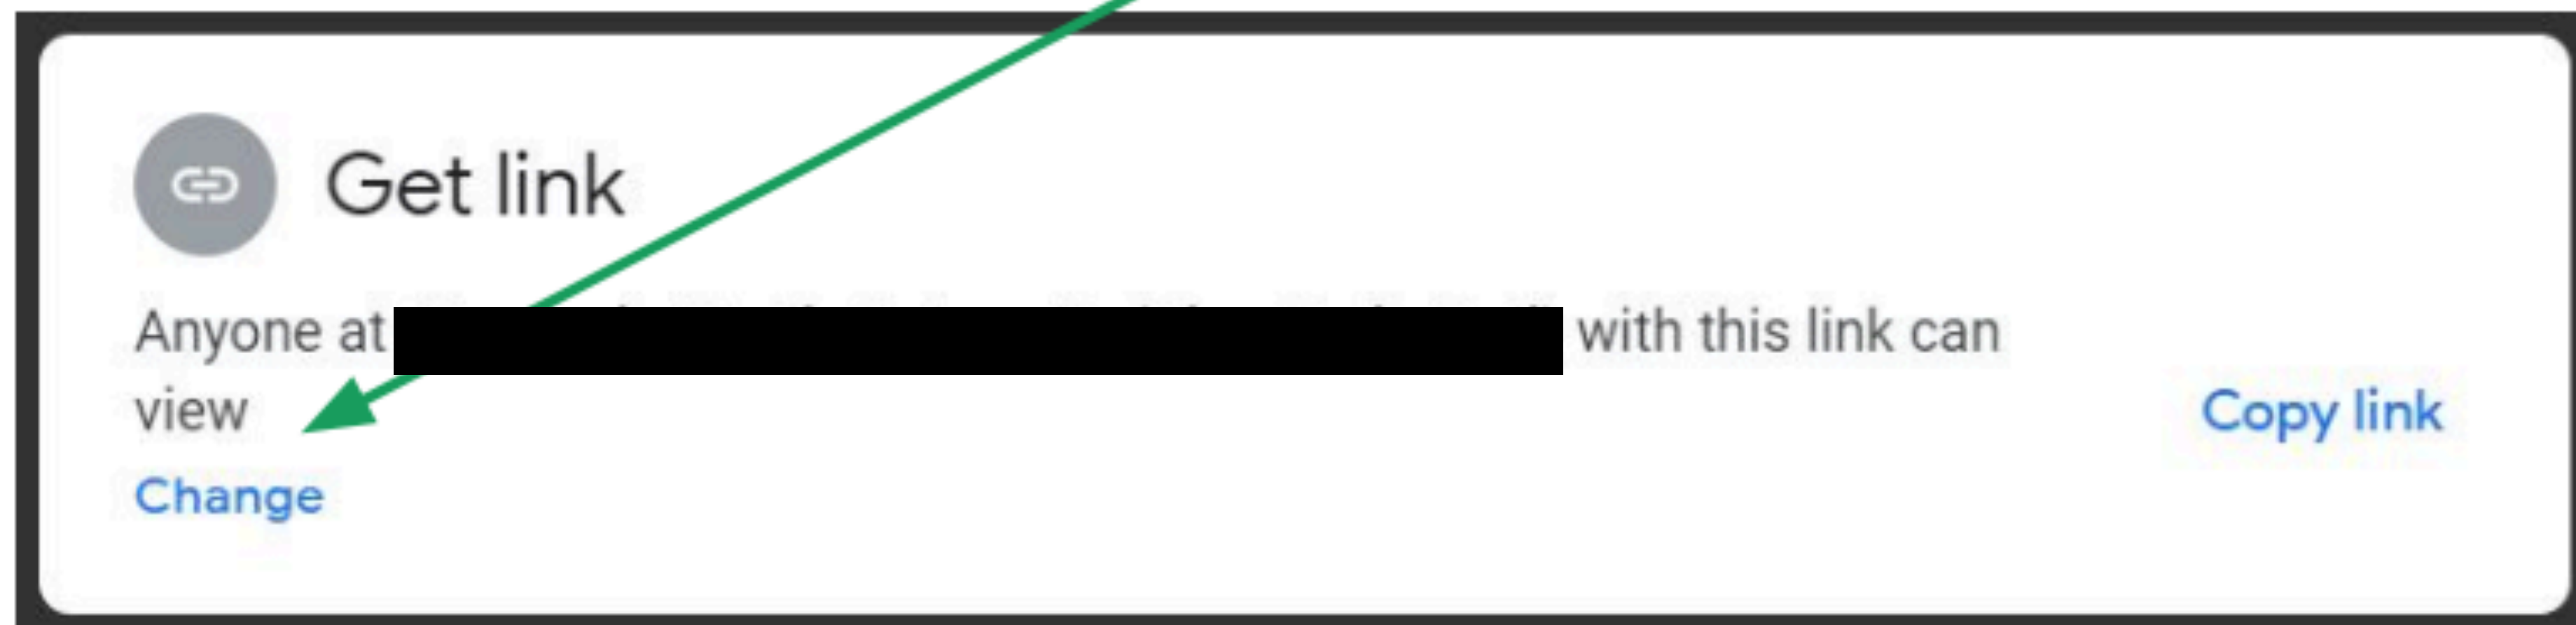 Get link
Anyone at with this link can
view
Copy link
Change